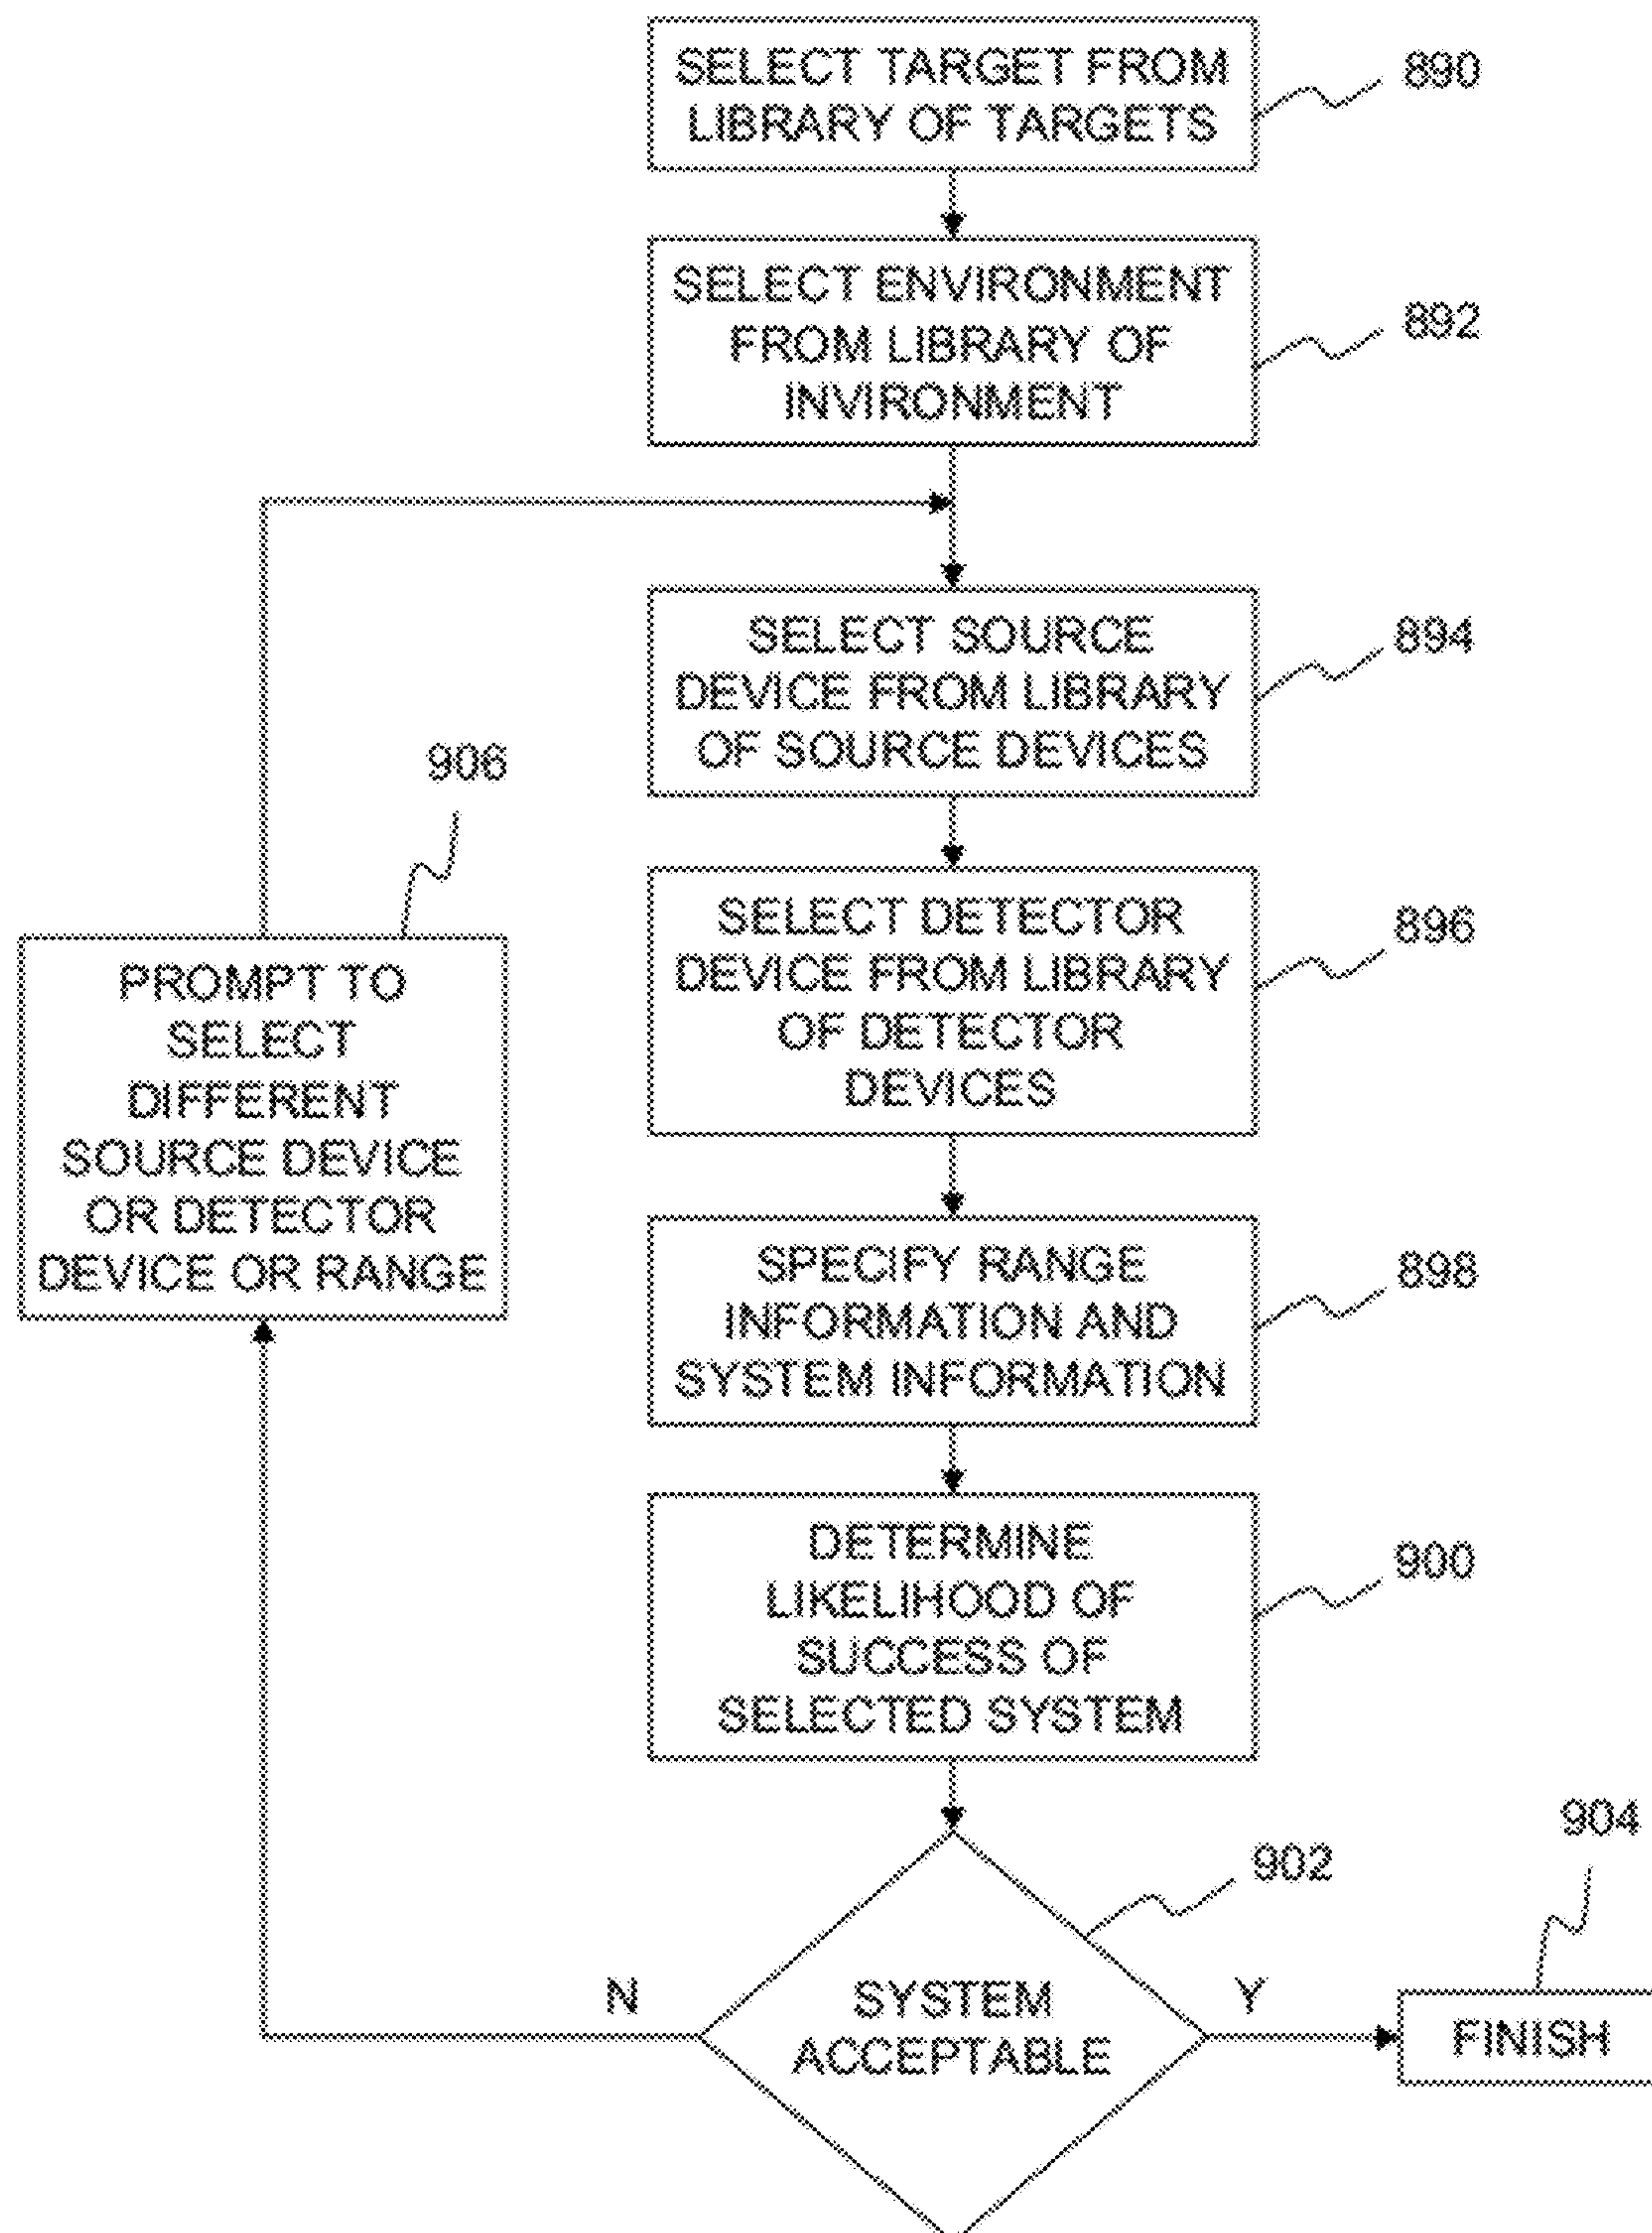 SELECT TARGET FROM
LIBRARY OF TARGETS
890
SELECT ENVIRONMENT
FROM LIBRARY OF
INVIRONMENT
892
SELECT SOURCE
DEVICE FROM LIBRARY
OF SOURCE DEVICES
894
906
SELECT DETECTOR
DEVICE FROM LIBRARY
OF DETECTOR
DEVICES
896
PROMPT TO
SELECT
DIFFERENT
SOURCE DEVICE
OR DETECTOR
DEVICE OR RANGE
SPECIFY RANGE
INFORMATION AND
SYSTEM INFORMATION
898
DETERMINE
LIKELIHOOD OF
SUCCESS OF
SELECTED SYSTEM
900
902
904
N
SYSTEM
ACCEPTABLE
Y
FINISH